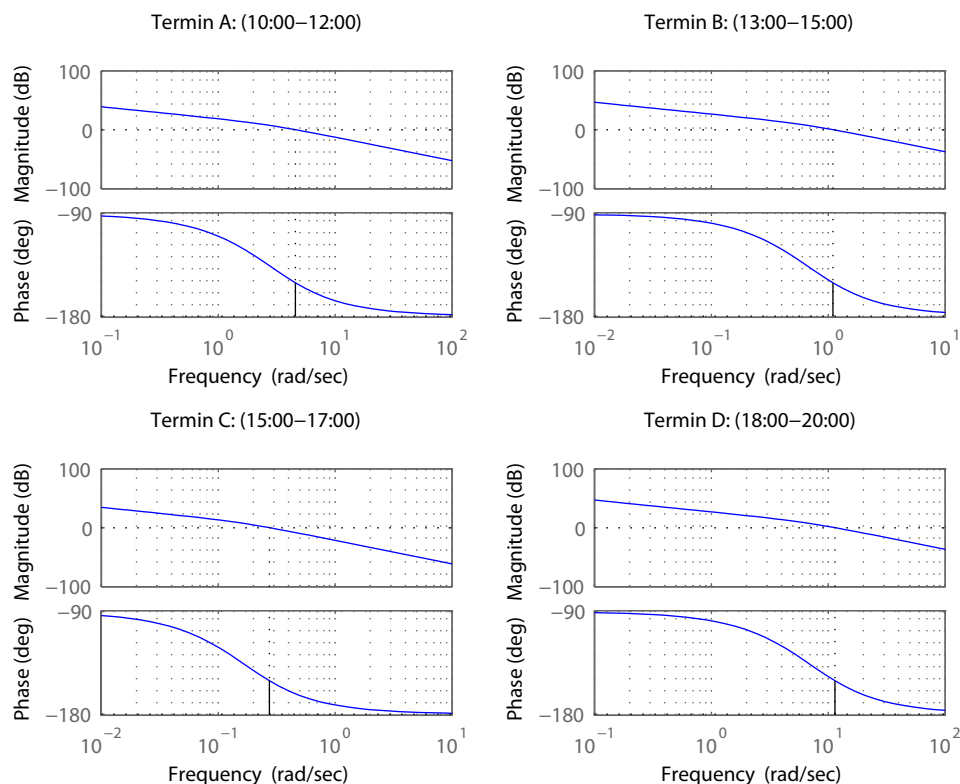 Termin A: (10:00−12:00)
Magnitude (dB)
100
0
−100
Phase (deg)
−90
−180
10−1 100 101 102
Frequency (rad/sec)
Termin B: (13:00−15:00)
Magnitude (dB)
100
0
−100
Phase (deg)
−90
−180
10−2 10−1 100 101
Frequency (rad/sec)
Termin C: (15:00−17:00)
Magnitude (dB)
100
0
−100
Phase (deg)
−90
−180
10−2 10−1 100 101
Frequency (rad/sec)
Termin D: (18:00−20:00)
Magnitude (dB)
100
0
−100
Phase (deg)
−90
−180
10−1 100 101 102
Frequency (rad/sec)